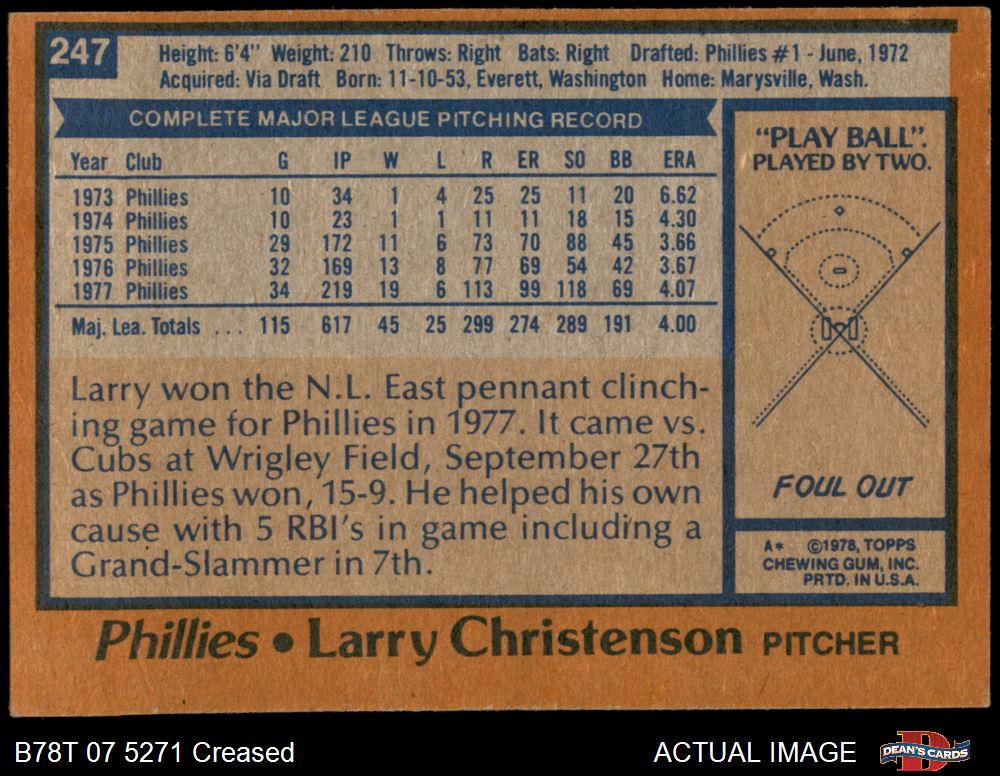 247
Height: 6'4" Weight: 210 Throws: Right Bats: Right Drafted: Phillies #1 - June, 1972
Acquired: Via Draft Born: 11-10-53, Everett, Washington Home: Marysville, Wash.
COMPLETE MAJOR LEAGUE PITCHING RECORD
Year Club G IP W L R ER SO BB ERA
1973 Phillies 10 34 1 4 25 25 11 20 6.62
1974 Phillies 10 23 1 1 11 11 18 15 4.30
1975 Phillies 29 172 11 6 73 70 88 45 3.66
1976 Phillies 32 169 13 8 77 69 54 42 3.67
1977 Phillies 34 219 19 6 113 99 118 69 4.07
Maj. Lea. Totals ... 115 617 45 25 299 274 289 191 4.00
Larry won the N.L. East pennant clinch-
ing game for Phillies in 1977. It came vs.
Cubs at Wrigley Field, September 27th
as Phillies won, 15-9. He helped his own
cause with 5 RBI's in game including a
Grand-Slammer in 7th.
"PLAY BALL".
PLAYED BY TWO.
FOUL OUT
A* ©1978, TOPPS
CHEWING GUM, INC.
PRTD. IN U.S.A.
Phillies • Larry Christenson PITCHER
B78T 07 5271 Creased
ACTUAL IMAGE
DEAN'S CARDS